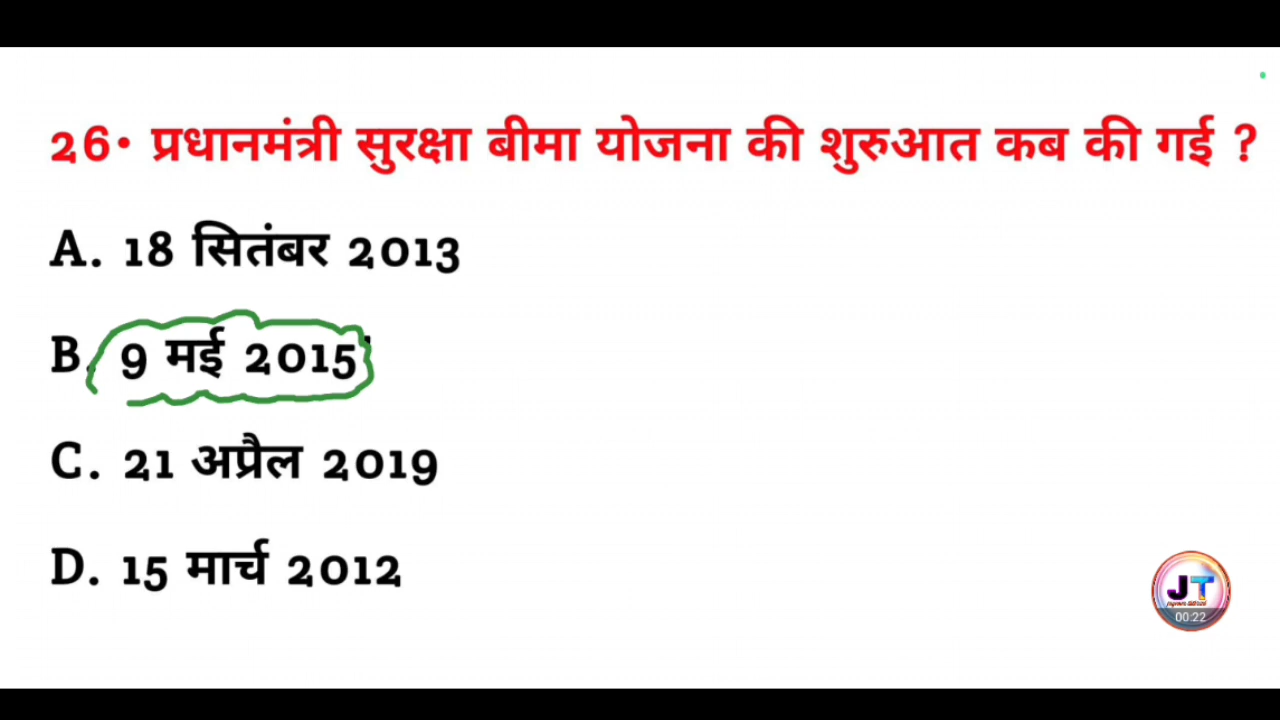 26• प्रधानमंत्री सुरक्षा बीमा योजना की शुरुआत कब की गई ?
A. 18 सितंबर 2013
B. 9 मई 2015
C. 21 अप्रैल 2019
D. 15 मार्च 2012
JT
00:22